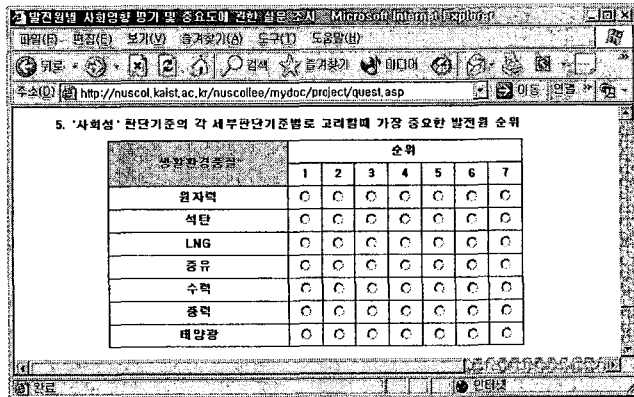 발전원별 사회영향 평가 및 중요도에 관한 설문 조사 - Microsoft Internet Explorer
파일(F) 편집(E) 보기(V) 즐겨찾기(A) 도구(T) 도움말(H)
뒤로 검색 즐겨찾기 미디어
주소(D) http://nuscol.kaist.ac.kr/nuscollee/mydoc/project/quest.asp 이동 연결 »
5. '사회성' 판단기준의 각 세부판단기준별로 고려할때 가장 중요한 발전원 순위
생활환경품질 순위
1 2 3 4 5 6 7
원자력
석탄
LNG
중유
수력
풍력
태양광
완료 인터넷